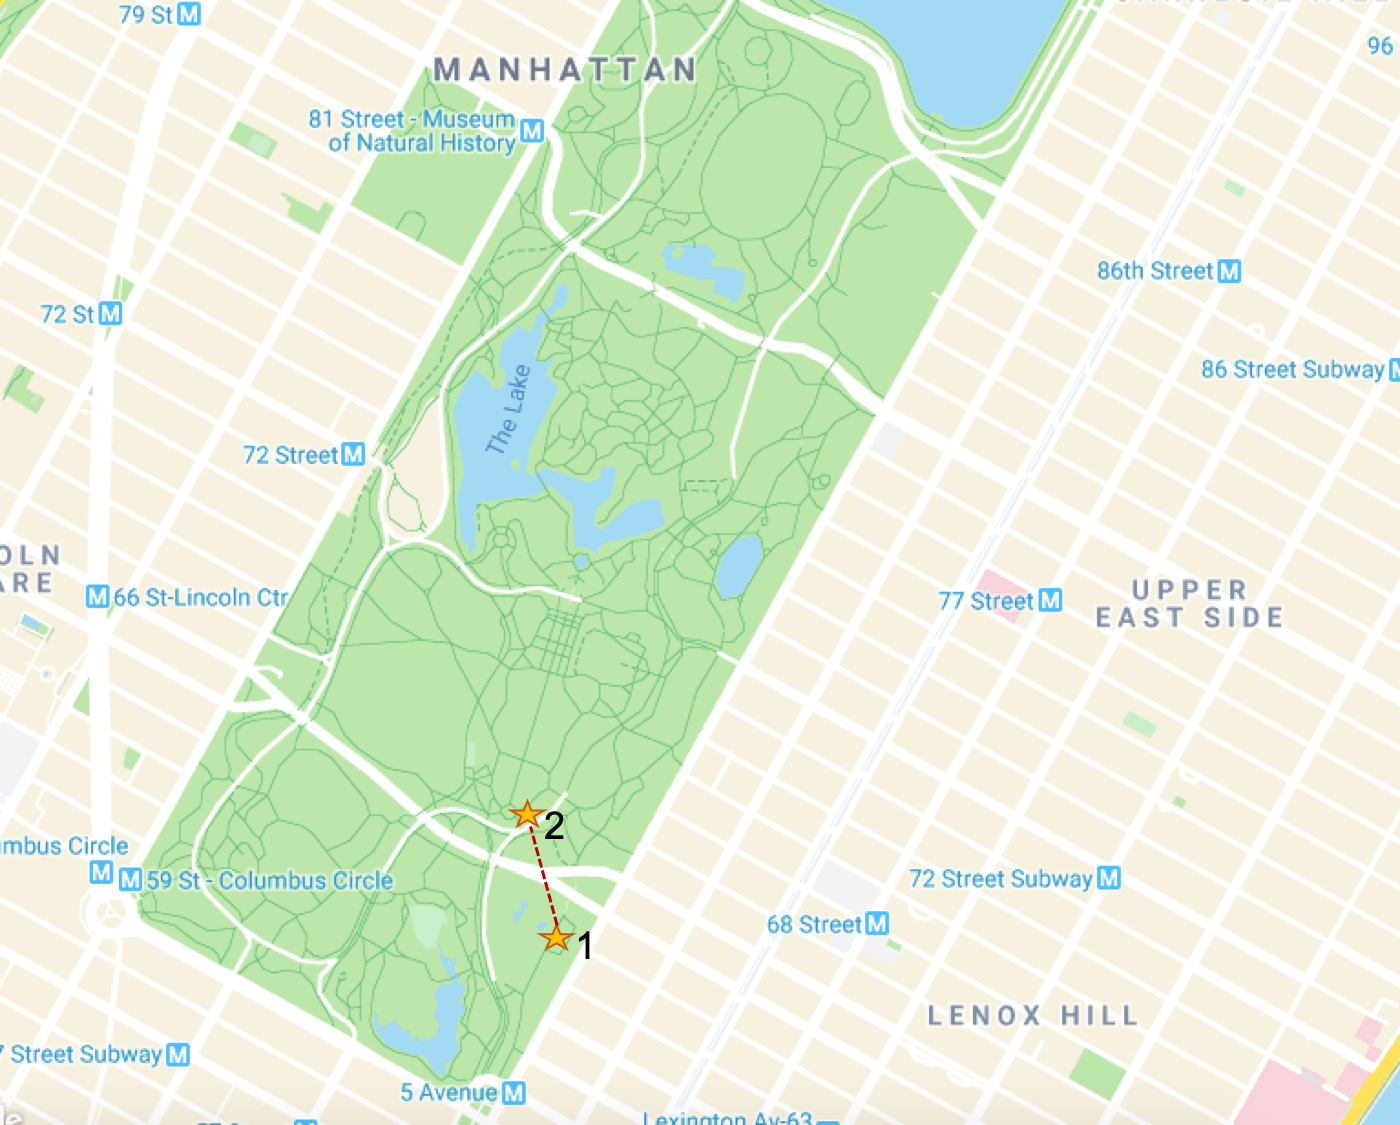 79 St M
96
MANHATTAN
81 Street - Museum
of Natural History M
86th Street M
72 St M
86 Street Subway M
The Lake
72 Street M
OLN
ARE
M 66 St-Lincoln Ctr
77 Street M
UPPER
EAST SIDE
2
mbus Circle
M M 59 St - Columbus Circle
72 Street Subway M
68 Street M
1
LENOX HILL
7 Street Subway M
5 Avenue M
Lexington Av-63